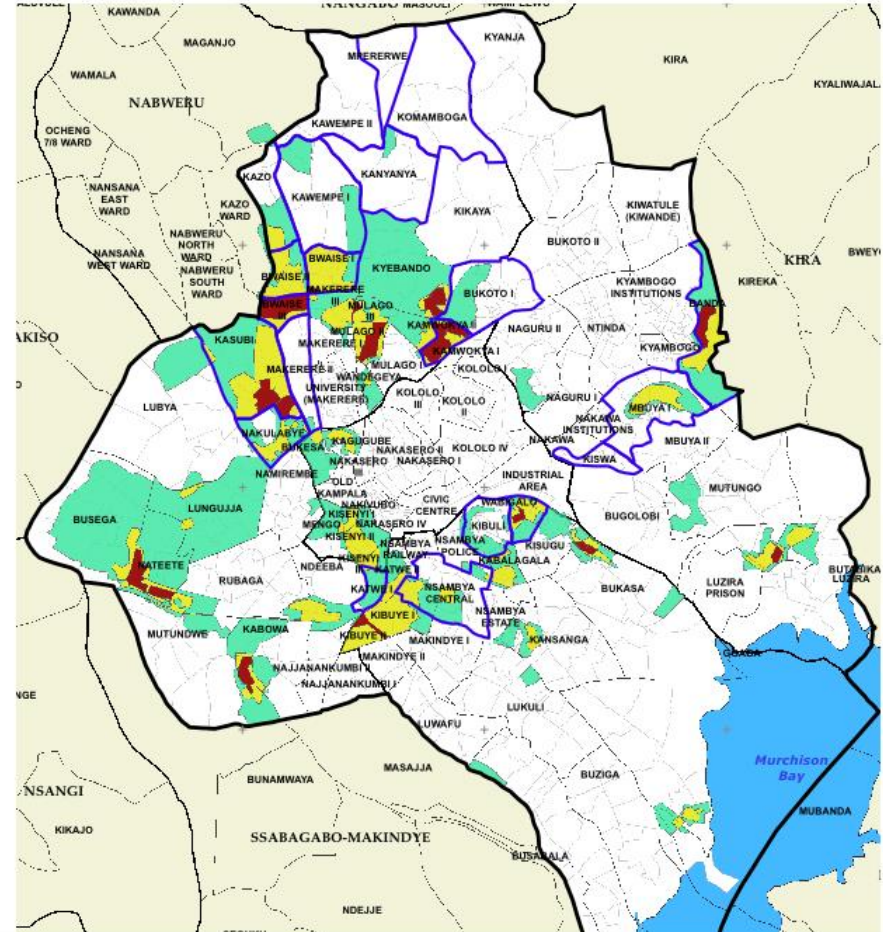 KAWANDA
MAGANJO
WAMALA
NABWERU
OCHENG
7/8 WARD
NANSANA
EAST
WARD
NANSANA
WEST WARD
KAZO
WARD
NABWERU
NORTH
WARD
NABWERU
SOUTH
WARD
MPERERWE
KYANJA
KIRA
KYALIWAJAL
KAWEMPE II
KOMAMBOGA
KAZO
KANYANYA
KAWEMPE I
KIKAYA
KIWATULE
(KIWANDE)
BUKOTO II
KIRA
KIREKA
BWAISE I
BWAISE II
KYEBANDO
BWAISE
III
MAKERERE
III
MULAGO
III
BUKOTO I
KYAMBOGO
INSTITUTIONS
BANDA
NAGURU II
NTINDA
KYAMBOGO
KASUBI
MULAGO II
MAKERERE I
KAMWOKYA II
KAMWOKYA I
MAKERERE II
MULAGO I
WANDEGEYA
KOLOLO I
UNIVERSITY
(MAKERERE)
KOLOLO
III
KOLOLO
II
NAGURU I
MBUYA I
NAKAWA
INSTITUTIONS
LUBYA
NAKULABYE
BUKESA
KAGUGUBE
NAKASERO II
KOLOLO IV
NAKAWA
KISWA
MBUYA II
NAMIREMBE
NAKASERO
III
NAKASERO I
INDUSTRIAL
AREA
OLD
KAMPALA
CIVIC
CENTRE
NAKIVUBO
WABIGALO
MUTUNGO
BUGOLOBI
BUSEGA
LUNGUJJA
KISENYI I
MENGO
NAKASERO IV
KISENYI II
KIBULI
NSAMBYA
RAILWAY
NSAMBYA
POLICE
KISUGU
NATEETE
RUBAGA
NDEEBA
KISENYI
III
KATWE II
KABALAGALA
KATWE I
NSAMBYA
CENTRAL
BUKASA
LUZIRA
PRISON
BUTABIKA
LUZIRA
MUTUNDWE
KABOWA
KIBUYE I
KIBUYE II
NSAMBYA
ESTATE
MAKINDYE I
KANSANGA
MAKINDYE II
GGABA
NAJJANANKUMBI II
NAJJANANKUMBI I
LUKULI
LUWAFU
MASAJJA
BUNAMWAYA
BUZIGA
Murchison
Bay
NSANGI
KIKAJO
SSABAGABO-MAKINDYE
MUBANDA
BUSABALA
NDEJJE